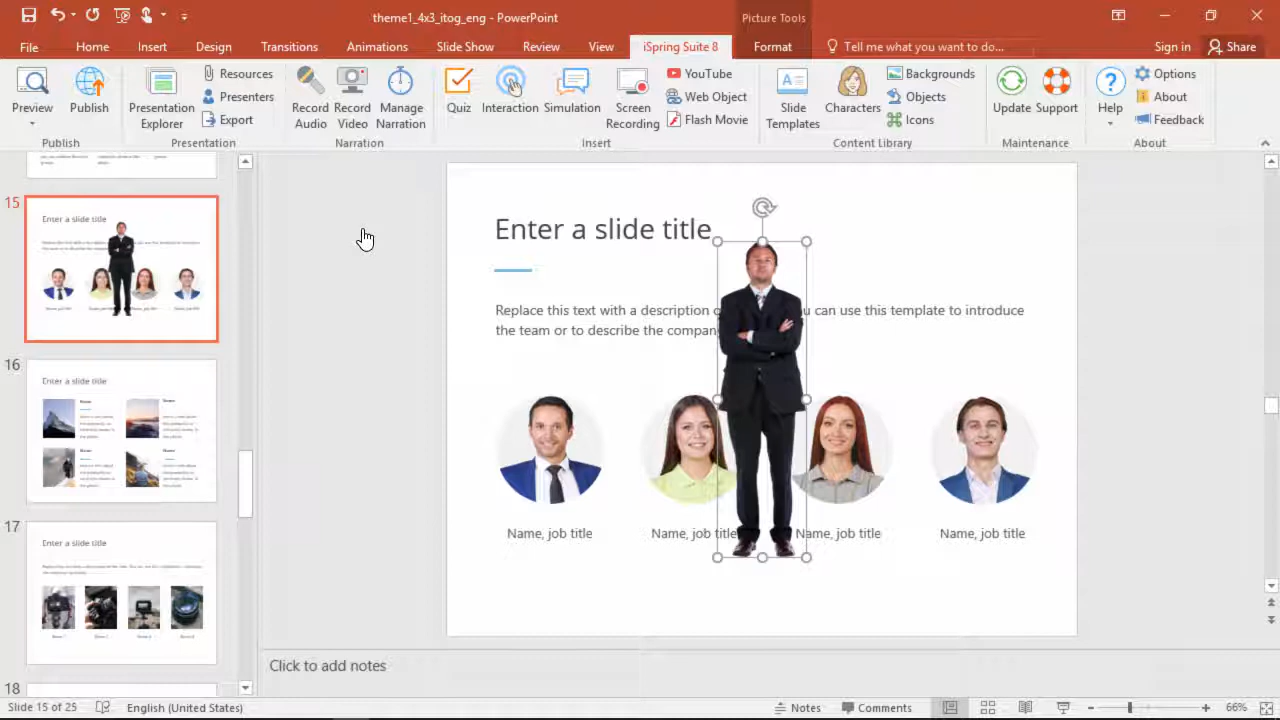 theme1_4x3_itog_eng - PowerPoint
Picture Tools
File Home Insert Design Transitions Animations Slide Show Review View iSpring Suite 8 Format Tell me what you want to do... Sign in Share
Preview
Publish
Publish
Presentation Explorer
Resources
Presenters
Export
Presentation
Record Audio
Record Video
Manage Narration
Narration
Quiz
Interaction
Simulation
Screen Recording
YouTube
Web Object
Flash Movie
Insert
Slide Templates
Characters
Backgrounds
Objects
Icons
Content Library
Update
Support
Maintenance
Help
Options
About
Feedback
About
15
Enter a slide title
16
Enter a slide title
17
Enter a slide title
18
Enter a slide title
Replace this text with a description
can use this template to introduce
the team or to describe the
Name, job title
Name, job title
Name, job title
Name, job title
Click to add notes
Slide 15 of 25 English (United States) Notes Comments 66%